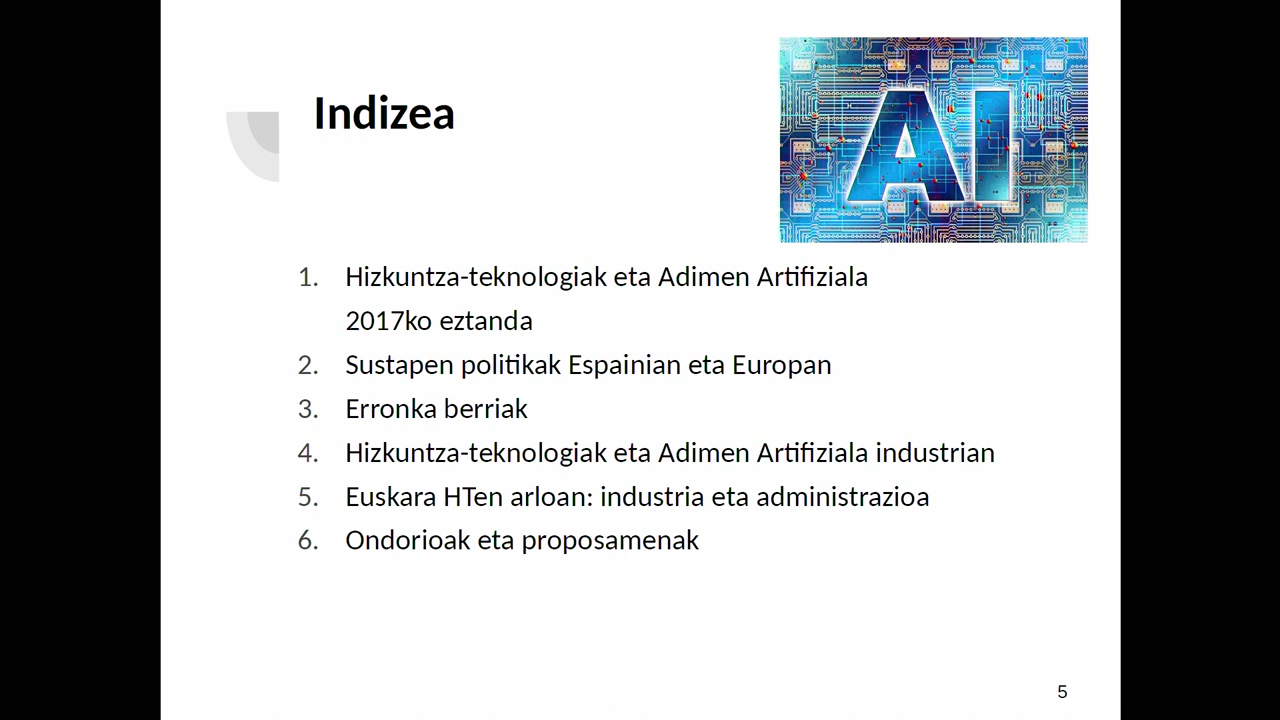 Indizea
AI
1. Hizkuntza-teknologiak eta Adimen Artifiziala
2017ko eztanda
2. Sustapen politikak Espainian eta Europan
3. Erronka berriak
4. Hizkuntza-teknologiak eta Adimen Artifiziala industrian
5. Euskara HTen arloan: industria eta administrazioa
6. Ondorioak eta proposamenak
5